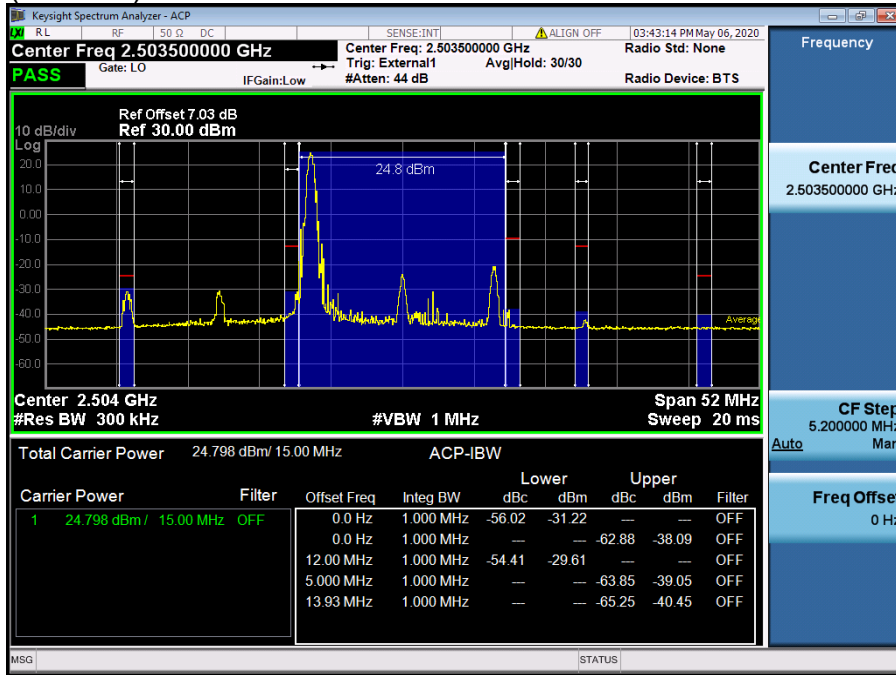 Keysight Spectrum Analyzer - ACP
LXI RL RF 50 Ω DC SENSE:INT ALIGN OFF 03:43:14 PM May 06, 2020
Center Freq 2.503500000 GHz
Center Freq: 2.503500000 GHz
Radio Std: None
Gate: LO
Trig: External1 Avg|Hold: 30/30
PASS
IFGain:Low
#Atten: 44 dB
Radio Device: BTS
Frequency
Ref Offset 7.03 dB
10 dB/div Ref 30.00 dBm
Log
20.0
24.8 dBm
10.0
0.00
-10.0
-20.0
-30.0
-40.0
Average
-50.0
-60.0
Center 2.504 GHz Span 52 MHz
#Res BW 300 kHz #VBW 1 MHz Sweep 20 ms
Total Carrier Power 24.798 dBm/ 15.00 MHz ACP-IBW
Lower Upper
Carrier Power Filter Offset Freq Integ BW dBc dBm dBc dBm Filter
1 24.798 dBm / 15.00 MHz OFF
0.0 Hz 1.000 MHz -56.02 -31.22 --- --- OFF
0.0 Hz 1.000 MHz --- --- -62.88 -38.09 OFF
12.00 MHz 1.000 MHz -54.41 -29.61 --- --- OFF
5.000 MHz 1.000 MHz --- --- -63.85 -39.05 OFF
13.93 MHz 1.000 MHz --- --- -65.25 -40.45 OFF
Center Freq
2.503500000 GHz
CF Step
5.200000 MHz
Auto Man
Freq Offset
0 Hz
MSG STATUS